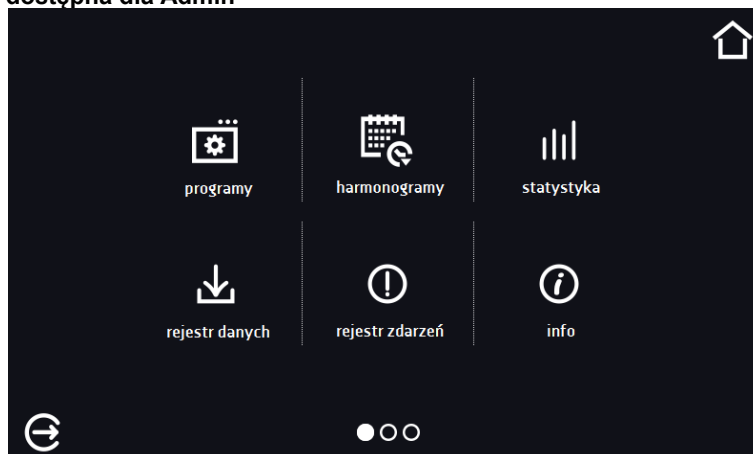 dostępna dla Admin
programy harmonogramy statystyka
rejestr danych rejestr zdarzeń info